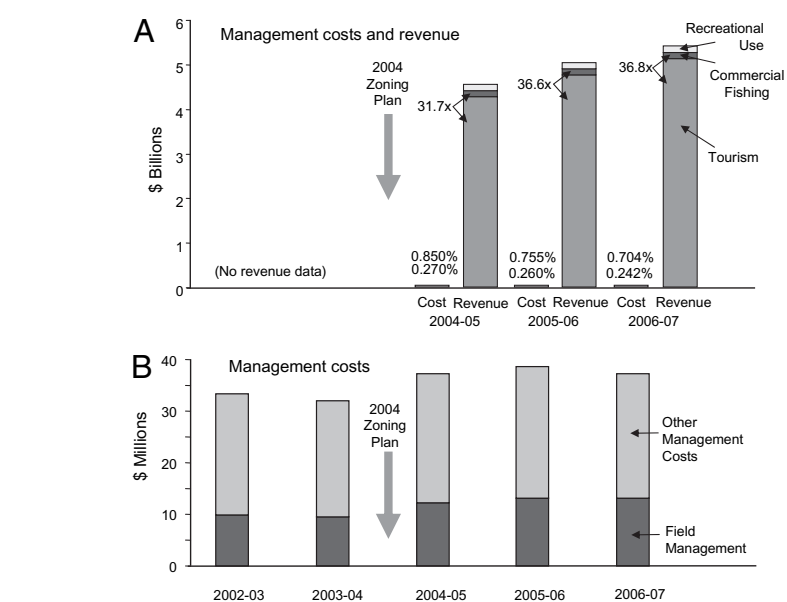 A
Management costs and revenue
$ Billions
6
5
4
3
2
1
0
2004
Zoning
Plan
(No revenue data)
31.7x
36.6x
36.8x
Recreational
Use
Commercial
Fishing
Tourism
0.850%
0.270%
0.755%
0.260%
0.704%
0.242%
Cost Revenue Cost Revenue Cost Revenue
2004-05 2005-06 2006-07
B
Management costs
$ Millions
40
30
20
10
0
2004
Zoning
Plan
Other
Management
Costs
Field
Management
2002-03 2003-04 2004-05 2005-06 2006-07